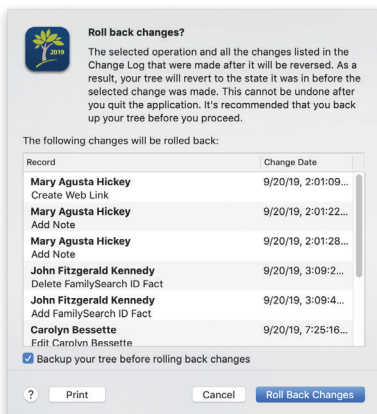 2019
Roll back changes?
The selected operation and all the changes listed in the
Change Log that were made after it will be reversed. As a
result, your tree will revert to the state it was in before the
selected change was made. This cannot be undone after
you quit the application. It's recommended that you back
up your tree before you proceed.
The following changes will be rolled back:
Record Change Date
Mary Agusta Hickey 9/20/19, 2:01:09...
Create Web Link
Mary Agusta Hickey 9/20/19, 2:01:22...
Add Note
Mary Agusta Hickey 9/20/19, 2:01:28...
Add Note
John Fitzgerald Kennedy 9/20/19, 3:09:2...
Delete FamilySearch ID Fact
John Fitzgerald Kennedy 9/20/19, 3:09:4...
Add FamilySearch ID Fact
Carolyn Bessette 9/20/19, 7:25:16...
Edit Carolyn Bessette
Backup your tree before rolling back changes
? Print Cancel Roll Back Changes